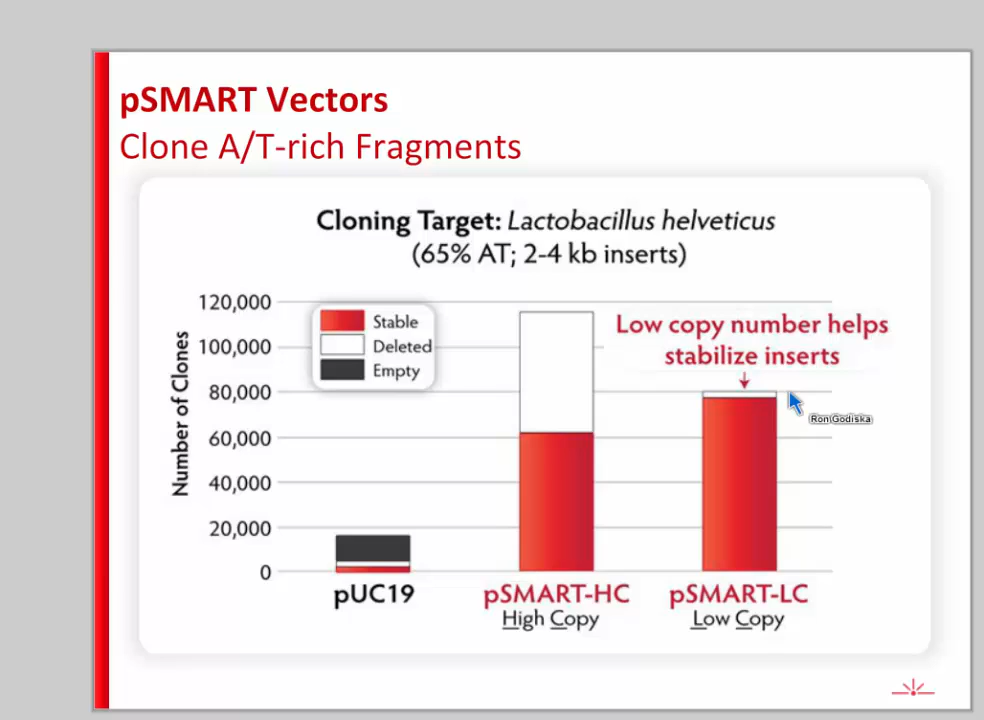 pSMART Vectors
Clone A/T-rich Fragments
Cloning Target: Lactobacillus helveticus
(65% AT; 2-4 kb inserts)
Number of Clones
120,000
100,000
80,000
60,000
40,000
20,000
0
Stable
Deleted
Empty
Low copy number helps
stabilize inserts
Ron Godiska
pUC19
pSMART-HC
High Copy
pSMART-LC
Low Copy